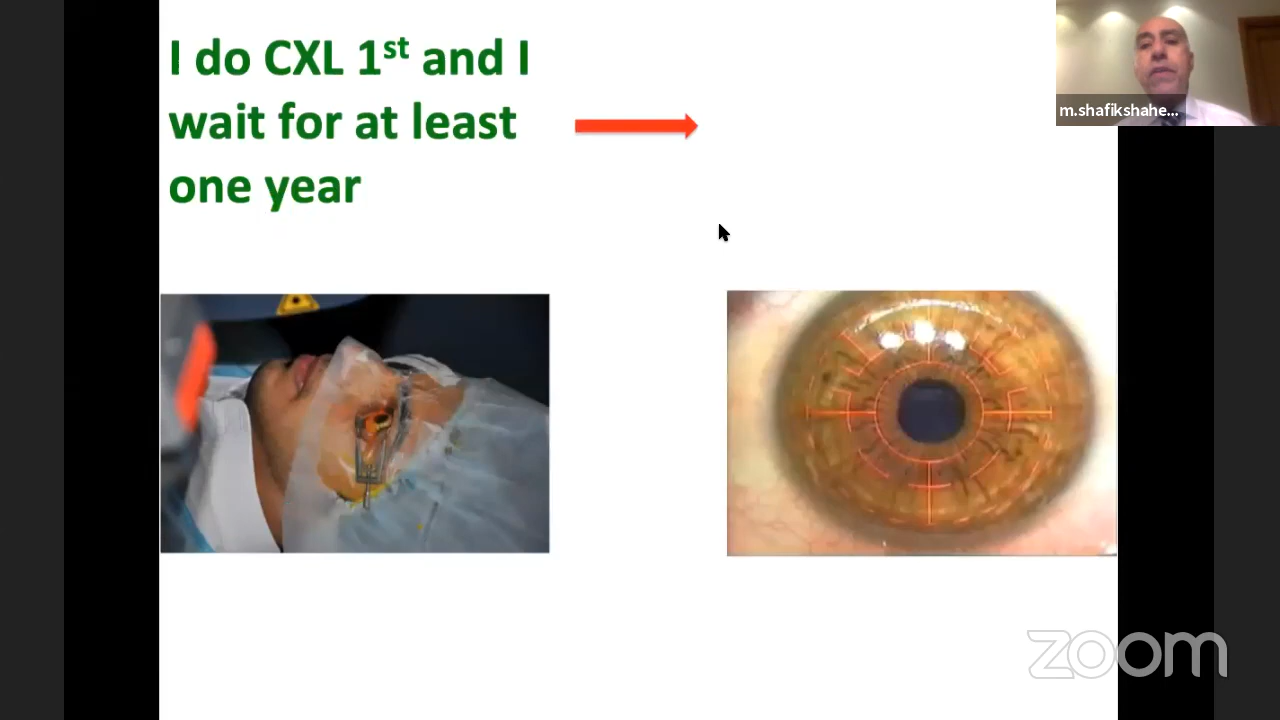 I do CXL 1st and I
wait for at least
one year
m.shafikshahe...
zoom